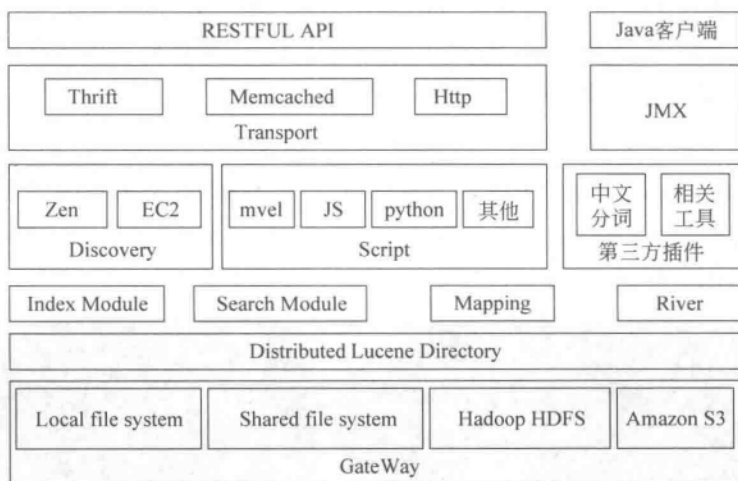 RESTFUL API
Java客户端
Thrift
Memcached
Http
Transport
JMX
Zen
EC2
Discovery
mvel
JS
python
其他
Script
中文
分词
相关
工具
第三方插件
Index Module
Search Module
Mapping
River
Distributed Lucene Directory
Local file system
Shared file system
Hadoop HDFS
Amazon S3
GateWay